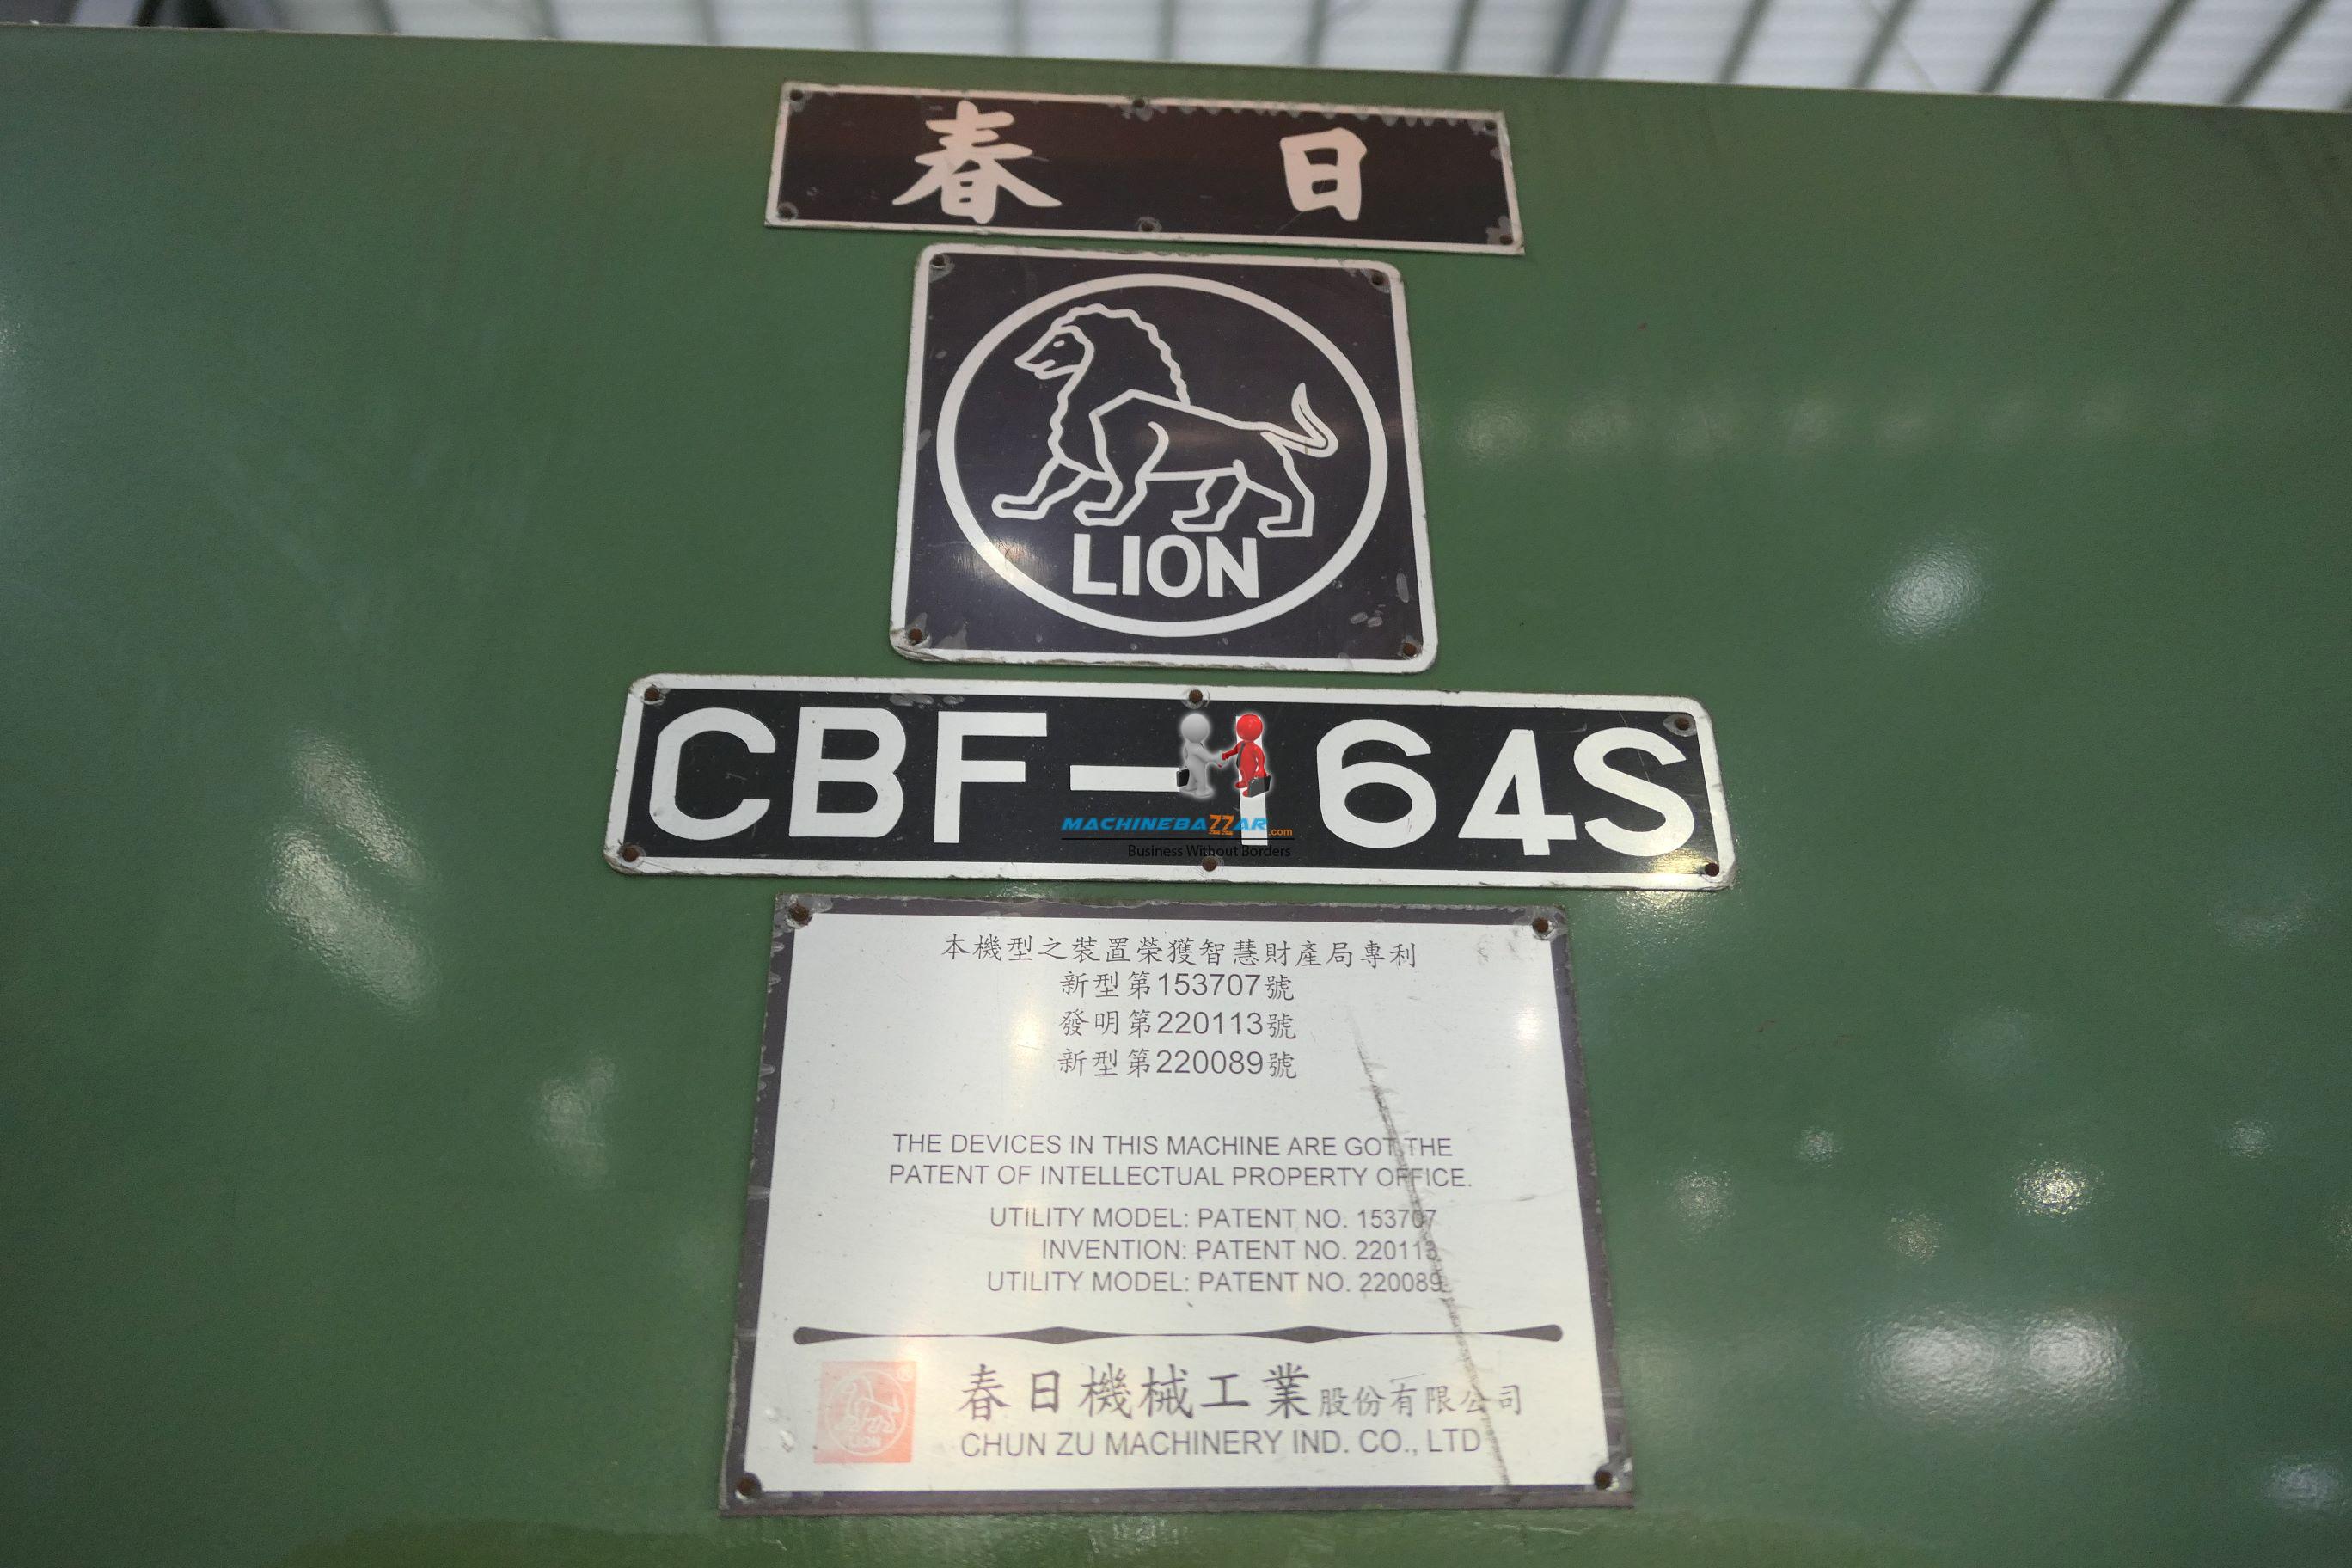 春日
LION
CBF-164S
MACHINEBAZZAR.com
Business Without Borders
本機型之裝置榮獲智慧財產局專利
新型第153707號
發明第220113號
新型第220089號
THE DEVICES IN THIS MACHINE ARE GOT THE
PATENT OF INTELLECTUAL PROPERTY OFFICE.
UTILITY MODEL: PATENT NO. 153707
INVENTION: PATENT NO. 220113
UTILITY MODEL: PATENT NO. 220089
LION
春日機械工業股份有限公司
CHUN ZU MACHINERY IND. CO., LTD